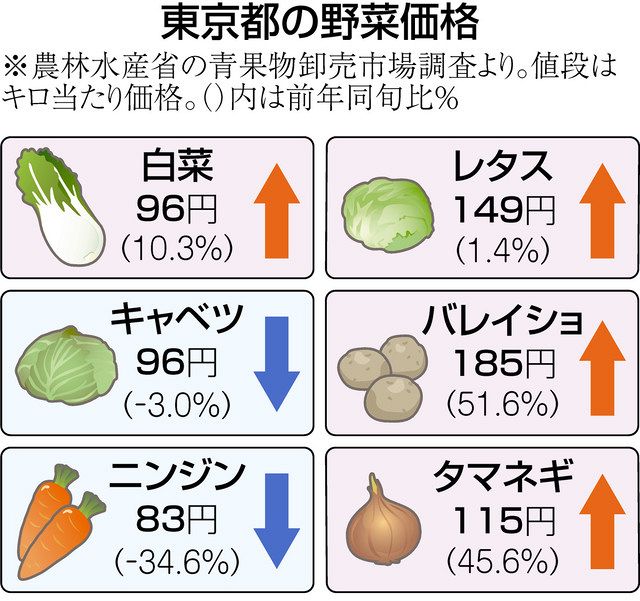 東京都の野菜価格
※農林水産省の青果物卸売市場調査より。値段は
キロ当たり価格。()内は前年同旬比%
白菜
96円
(10.3%)
レタス
149円
(1.4%)
キャベツ
96円
(-3.0%)
バレイショ
185円
(51.6%)
ニンジン
83円
(-34.6%)
タマネギ
115円
(45.6%)